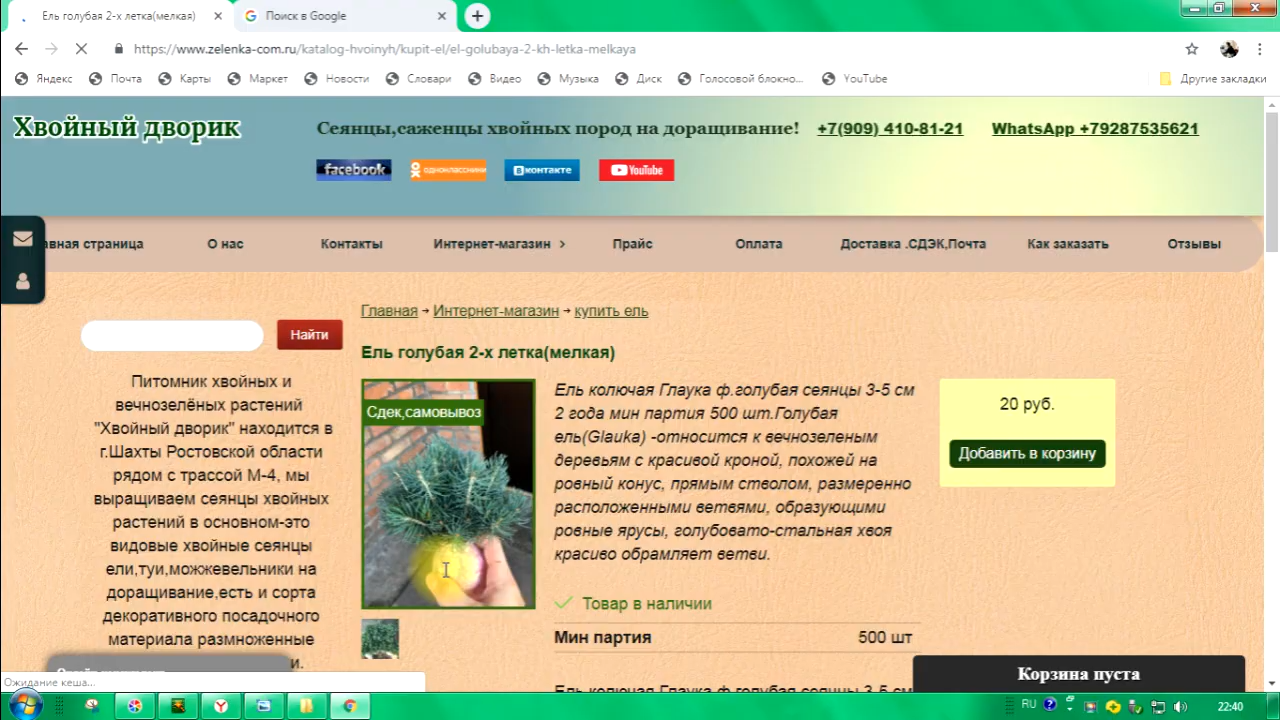 Ель голубая 2-х летка(мелкая)
Поиск в Google
https://www.zelenka-com.ru/katalog-hvoinyh/kupit-el/el-golubaya-2-kh-letka-melkaya
Яндекс Почта Карты Маркет Новости Словари Видео Музыка Диск Голосовой блокно... YouTube Другие закладки
Хвойный дворик
Сеянцы,саженцы хвойных пород на доращивание! +7(909) 410-81-21 WhatsApp +79287535621
facebook одноклассники вконтакте YouTube
авная страница О нас Контакты Интернет-магазин Прайс Оплата Доставка .СДЭК,Почта Как заказать Отзывы
Главная → Интернет-магазин → купить ель
Найти
Ель голубая 2-х летка(мелкая)
Питомник хвойных и
вечнозелёных растений
"Хвойный дворик" находится в
г.Шахты Ростовской области
рядом с трассой М-4, мы
выращиваем сеянцы хвойных
растений в основном-это
видовые хвойные сеянцы
ели,туи,можжевельники на
доращивание,есть и сорта
декоративного посадочного
материала размноженные
Сдек,самовывоз
Ель колючая Глаука ф.голубая сеянцы 3-5 см
2 года мин партия 500 шт.Голубая
ель(Glauka) -относится к вечнозеленым
деревьям с красивой кроной, похожей на
ровный конус, прямым стволом, размеренно
расположенными ветвями, образующими
ровные ярусы, голубовато-стальная хвоя
красиво обрамляет ветви.
20 руб.
Добавить в корзину
Товар в наличии
Мин партия 500 шт
Ель колючая Глаука ф.голубая сеянцы 3-5 см
Корзина пуста
Ожидание кеша...
RU 22:40